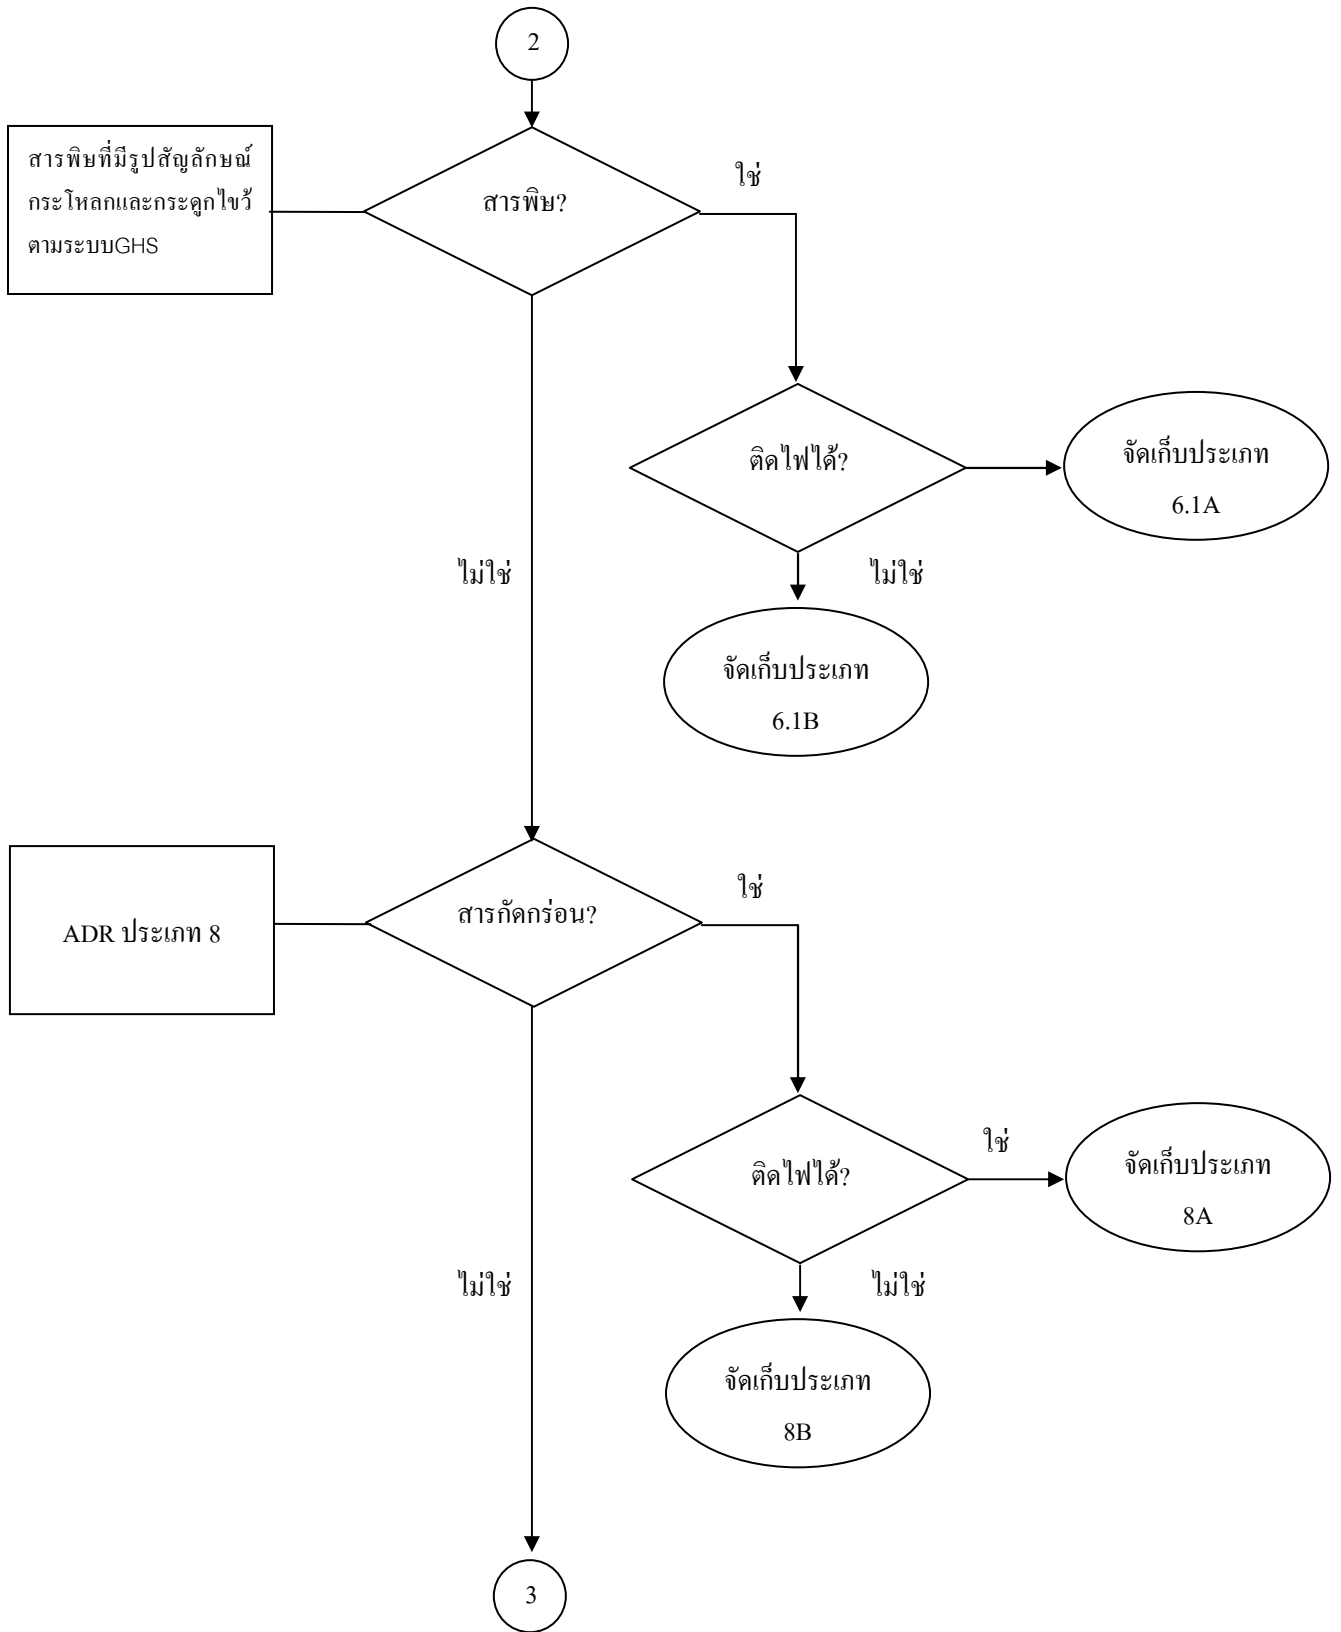 2
สารพิษที่มีรูปสัญลักษณ์
กระโหลกและกระดูกไขว้
ตามระบบGHS
สารพิษ?
ใช่
ติดไฟได้?
จัดเก็บประเภท
6.1A
ไม่ใช่
ไม่ใช่
จัดเก็บประเภท
6.1B
ADR ประเภท 8
สารกัดกร่อน?
ใช่
ติดไฟได้?
ใช่
จัดเก็บประเภท
8A
ไม่ใช่
ไม่ใช่
จัดเก็บประเภท
8B
3